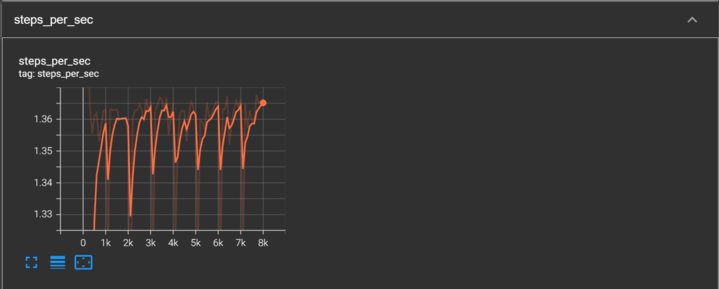 steps_per_sec
steps_per_sec
tag: steps_per_sec
1.36
1.35
1.34
1.33
0 1k 2k 3k 4k 5k 6k 7k 8k